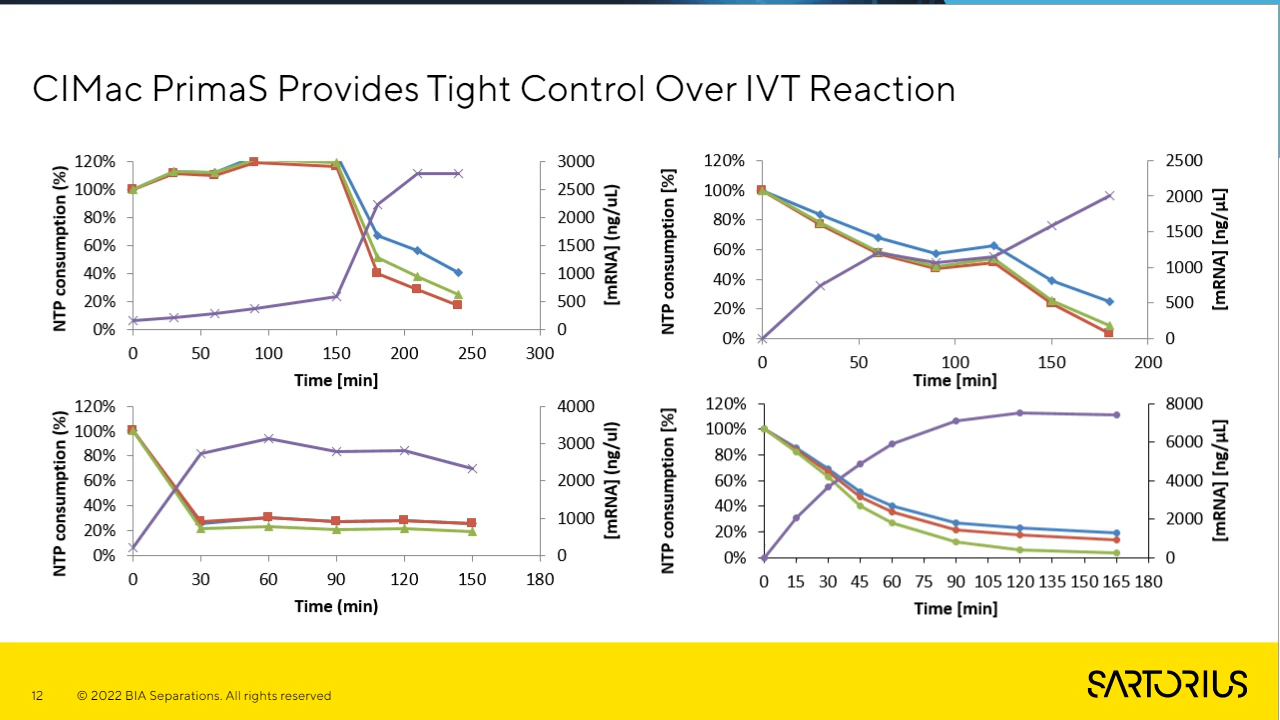 CIMac PrimaS Provides Tight Control Over IVT Reaction
NTP consumption (%)
120%
100%
80%
60%
40%
20%
0%
3000
2500
2000
1500
1000
500
0
[mRNA] (ng/uL)
0 50 100 150 200 250 300
Time [min]
NTP consumption [%]
120%
100%
80%
60%
40%
20%
0%
2500
2000
1500
1000
500
0
[mRNA] [ng/µL]
0 50 100 150 200
Time [min]
NTP consumption (%)
120%
100%
80%
60%
40%
20%
0%
4000
3000
2000
1000
0
[mRNA] (ng/ul)
0 30 60 90 120 150 180
Time (min)
NTP consumption [%]
120%
100%
80%
60%
40%
20%
0%
8000
6000
4000
2000
0
[mRNA] [ng/µL]
0 15 30 45 60 75 90 105 120 135 150 165 180
Time [min]
12 © 2022 BIA Separations. All rights reserved
SARTORIUS